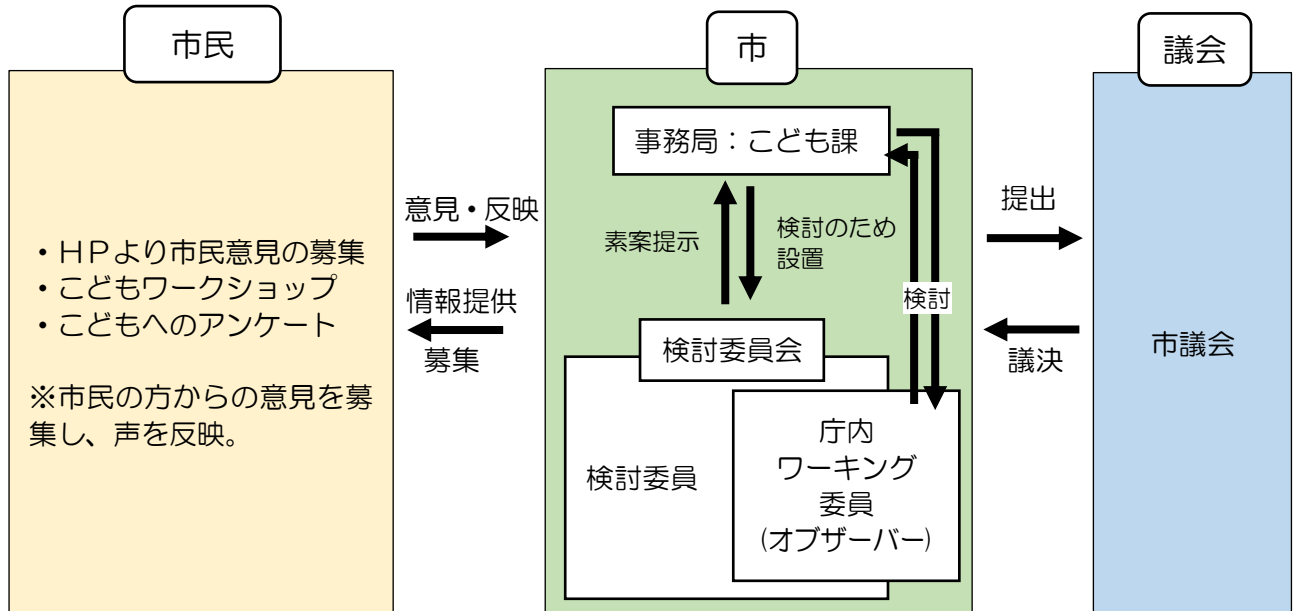 市民
・ＨＰより市民意見の募集
・こどもワークショップ
・こどもへのアンケート
※市民の方からの意見を募
集し、声を反映。
意見・反映
情報提供
募集
市
事務局：こども課
素案提示
検討のため
設置
検討
検討委員会
検討委員
庁内
ワーキング
委員
(オブザーバー)
提出
議決
議会
市議会